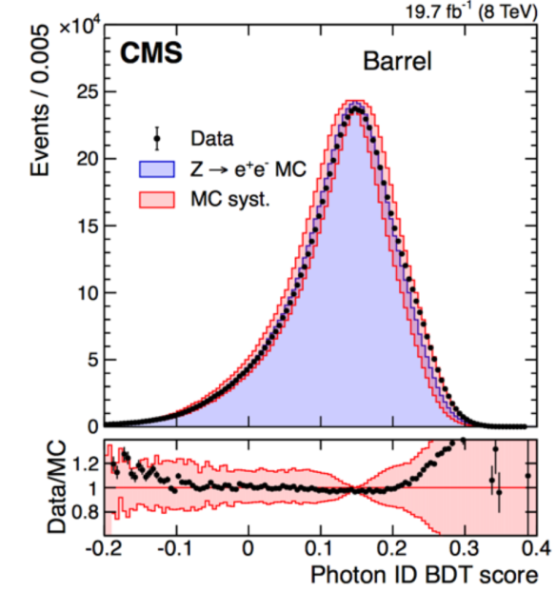 19.7 fb⁻¹ (8 TeV)
×10⁴
CMS
Barrel
Events / 0.005
30
25
20
15
10
5
0
Data
Z → e⁺e⁻ MC
MC syst.
Data/MC
1.2
1
0.8
-0.2 -0.1 0 0.1 0.2 0.3 0.4
Photon ID BDT score